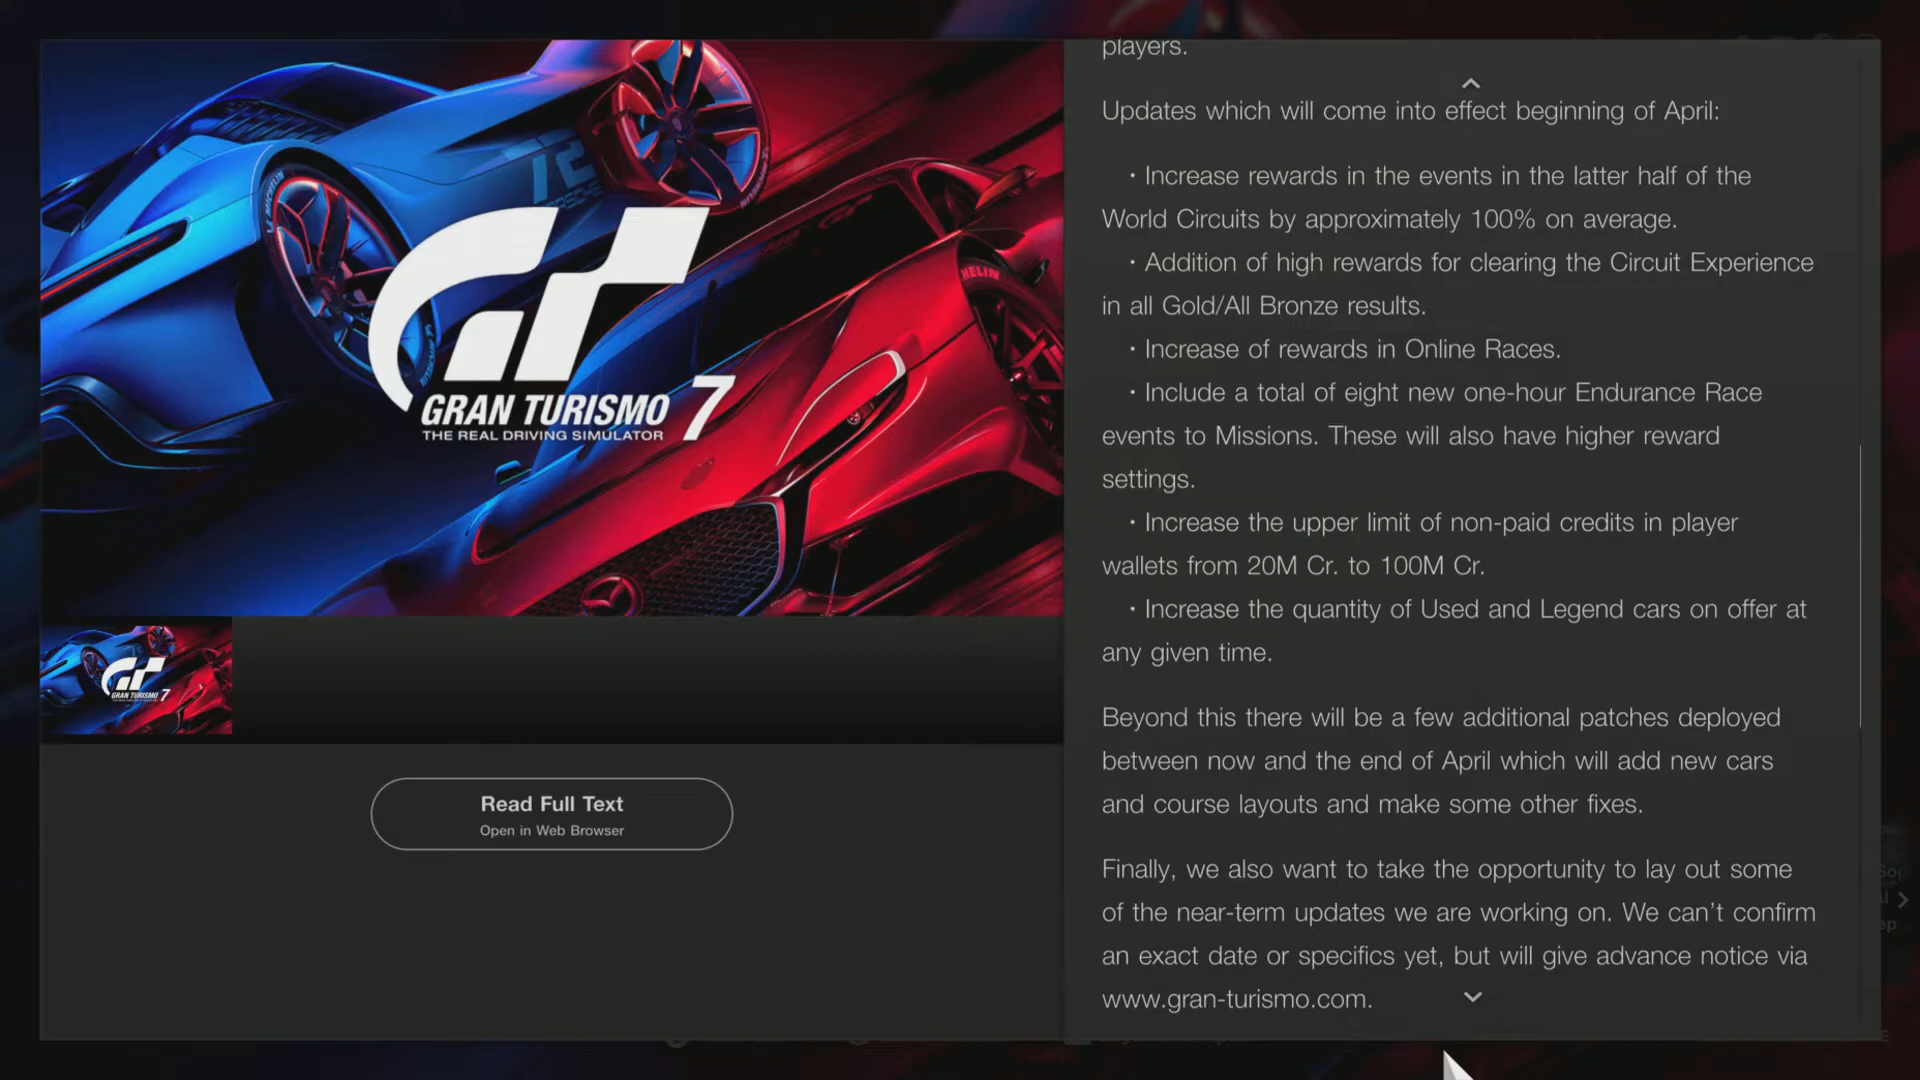 72
PORSCHE
MICHELIN
HELIN
GRAN TURISMO 7
THE REAL DRIVING SIMULATOR
GRAN TURISMO 7
Read Full Text
Open in Web Browser
players.
Updates which will come into effect beginning of April:
・Increase rewards in the events in the latter half of the
World Circuits by approximately 100% on average.
・Addition of high rewards for clearing the Circuit Experience
in all Gold/All Bronze results.
・Increase of rewards in Online Races.
・Include a total of eight new one-hour Endurance Race
events to Missions. These will also have higher reward
settings.
・Increase the upper limit of non-paid credits in player
wallets from 20M Cr. to 100M Cr.
・Increase the quantity of Used and Legend cars on offer at
any given time.
Beyond this there will be a few additional patches deployed
between now and the end of April which will add new cars
and course layouts and make some other fixes.
Finally, we also want to take the opportunity to lay out some
of the near-term updates we are working on. We can’t confirm
an exact date or specifics yet, but will give advance notice via
www.gran-turismo.com.